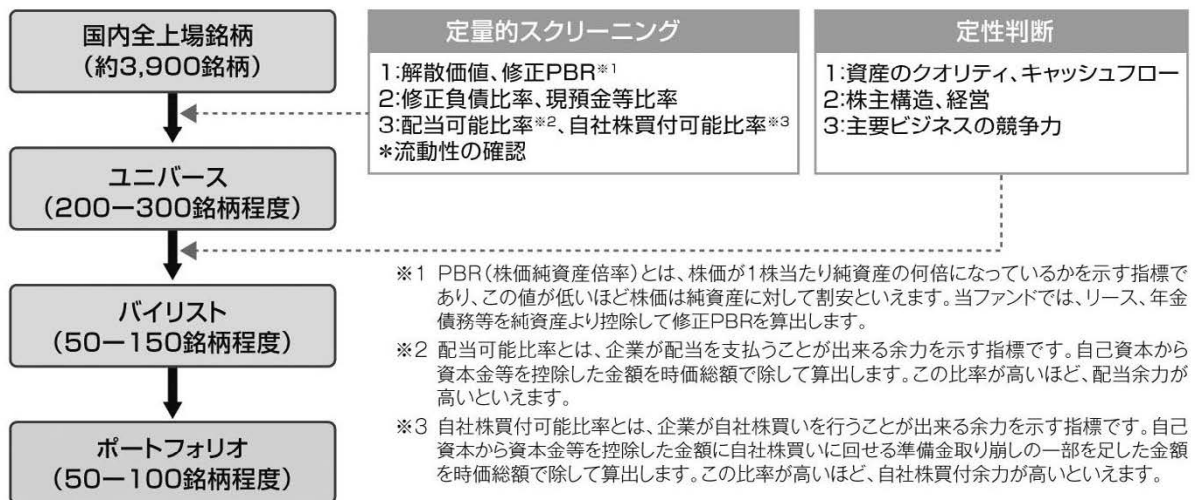 国内全上場銘柄
(約3,900銘柄)
定量的スクリーニング
1:解散価値、修正PBR※1
2:修正負債比率、現預金等比率
3:配当可能比率※2、自社株買付可能比率※3
*流動性の確認
定性判断
1:資産のクオリティ、キャッシュフロー
2:株主構造、経営
3:主要ビジネスの競争力
ユニバース
(200ー300銘柄程度)
バイリスト
(50ー150銘柄程度)
ポートフォリオ
(50ー100銘柄程度)
※1 PBR(株価純資産倍率)とは、株価が1株当たり純資産の何倍になっているかを示す指標で
あり、この値が低いほど株価は純資産に対して割安といえます。当ファンドでは、リース、年金
債務等を純資産より控除して修正PBRを算出します。
※2 配当可能比率とは、企業が配当を支払うことが出来る余力を示す指標です。自己資本から
資本金等を控除した金額を時価総額で除して算出します。この比率が高いほど、配当余力が
高いといえます。
※3 自社株買付可能比率とは、企業が自社株買いを行うことが出来る余力を示す指標です。自己
資本から資本金等を控除した金額に自社株買いに回せる準備金取り崩しの一部を足した金額
を時価総額で除して算出します。この比率が高いほど、自社株買付余力が高いといえます。